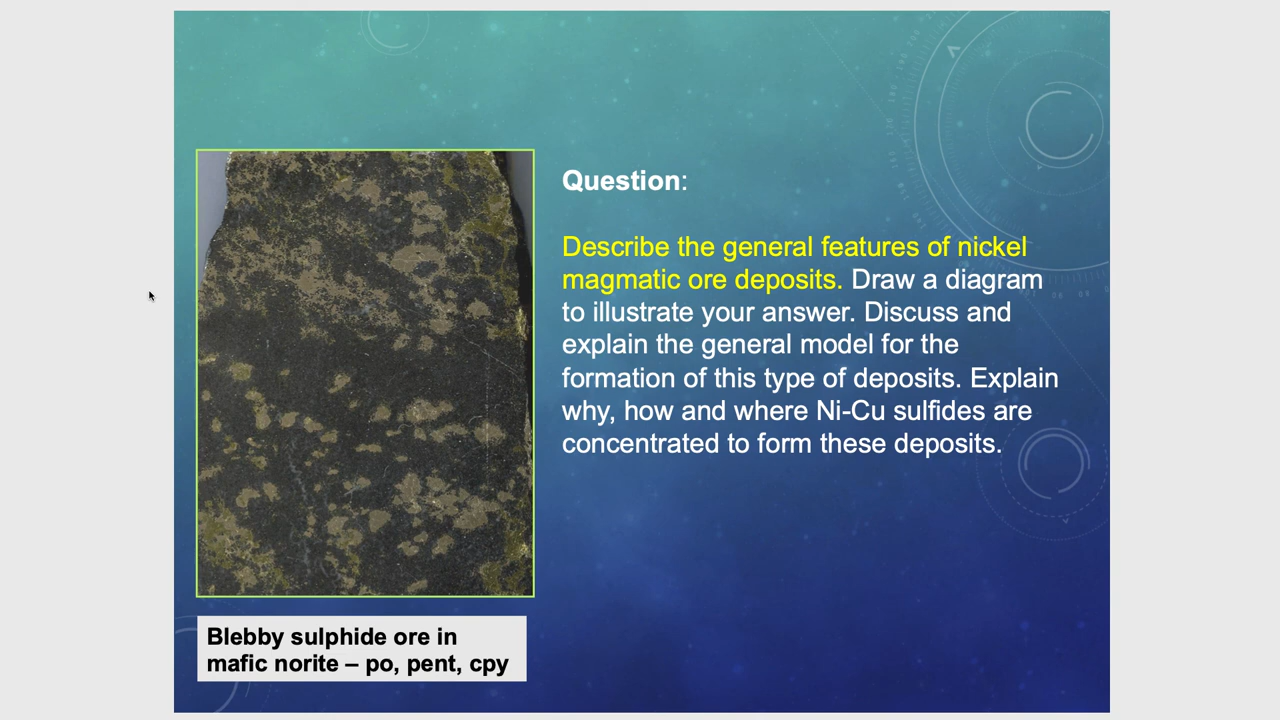 Question:
Describe the general features of nickel
magmatic ore deposits. Draw a diagram
to illustrate your answer. Discuss and
explain the general model for the
formation of this type of deposits. Explain
why, how and where Ni-Cu sulfides are
concentrated to form these deposits.
Blebby sulphide ore in
mafic norite – po, pent, cpy